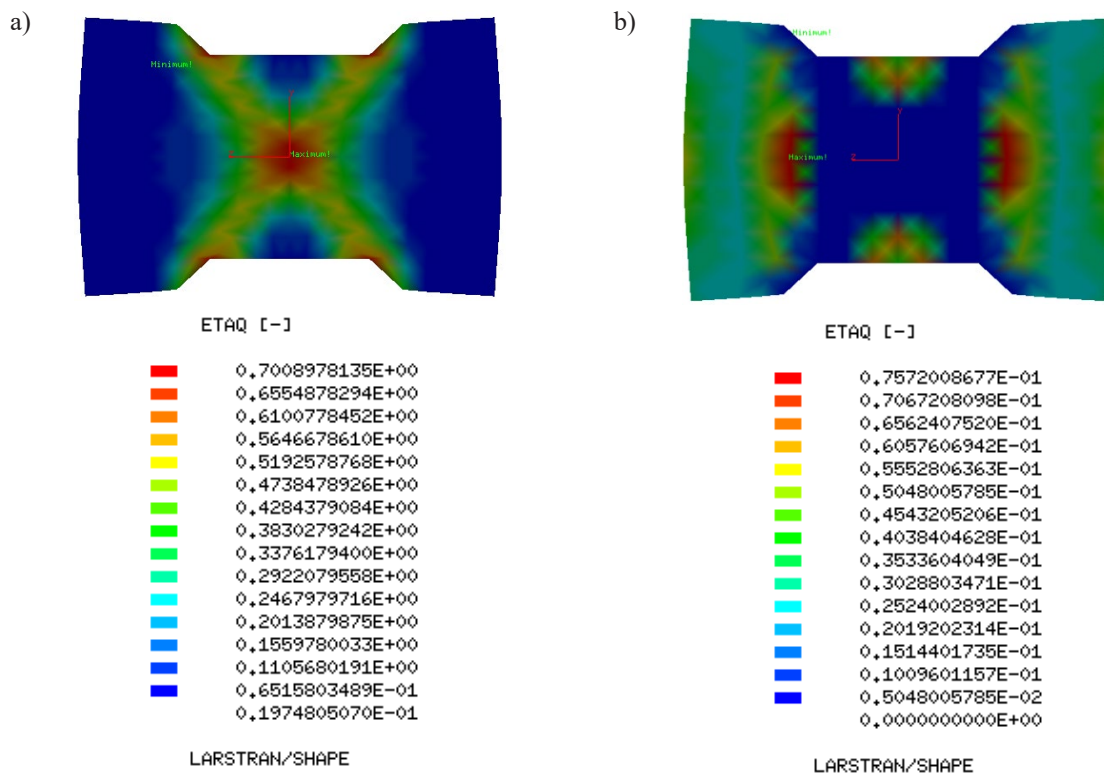 a)
Minimum!
Maximum!
ETAQ [-]
0.7008978135E+00
0.6554878294E+00
0.6100778452E+00
0.5646678610E+00
0.5192578768E+00
0.4738478926E+00
0.4284379084E+00
0.3830279242E+00
0.3376179400E+00
0.2922079558E+00
0.2467979716E+00
0.2013879875E+00
0.1559780033E+00
0.1105680191E+00
0.6515803489E-01
0.1974805070E-01
LARSTRAN/SHAPE
b)
Minimum!
Y
Maximum!
Z
ETAQ [-]
0.7572008677E-01
0.7067208098E-01
0.6562407520E-01
0.6057606942E-01
0.5552806363E-01
0.5048005785E-01
0.4543205206E-01
0.4038404628E-01
0.3533604049E-01
0.3028803471E-01
0.2524002892E-01
0.2019202314E-01
0.1514401735E-01
0.1009601157E-01
0.5048005785E-02
0.0000000000E+00
LARSTRAN/SHAPE